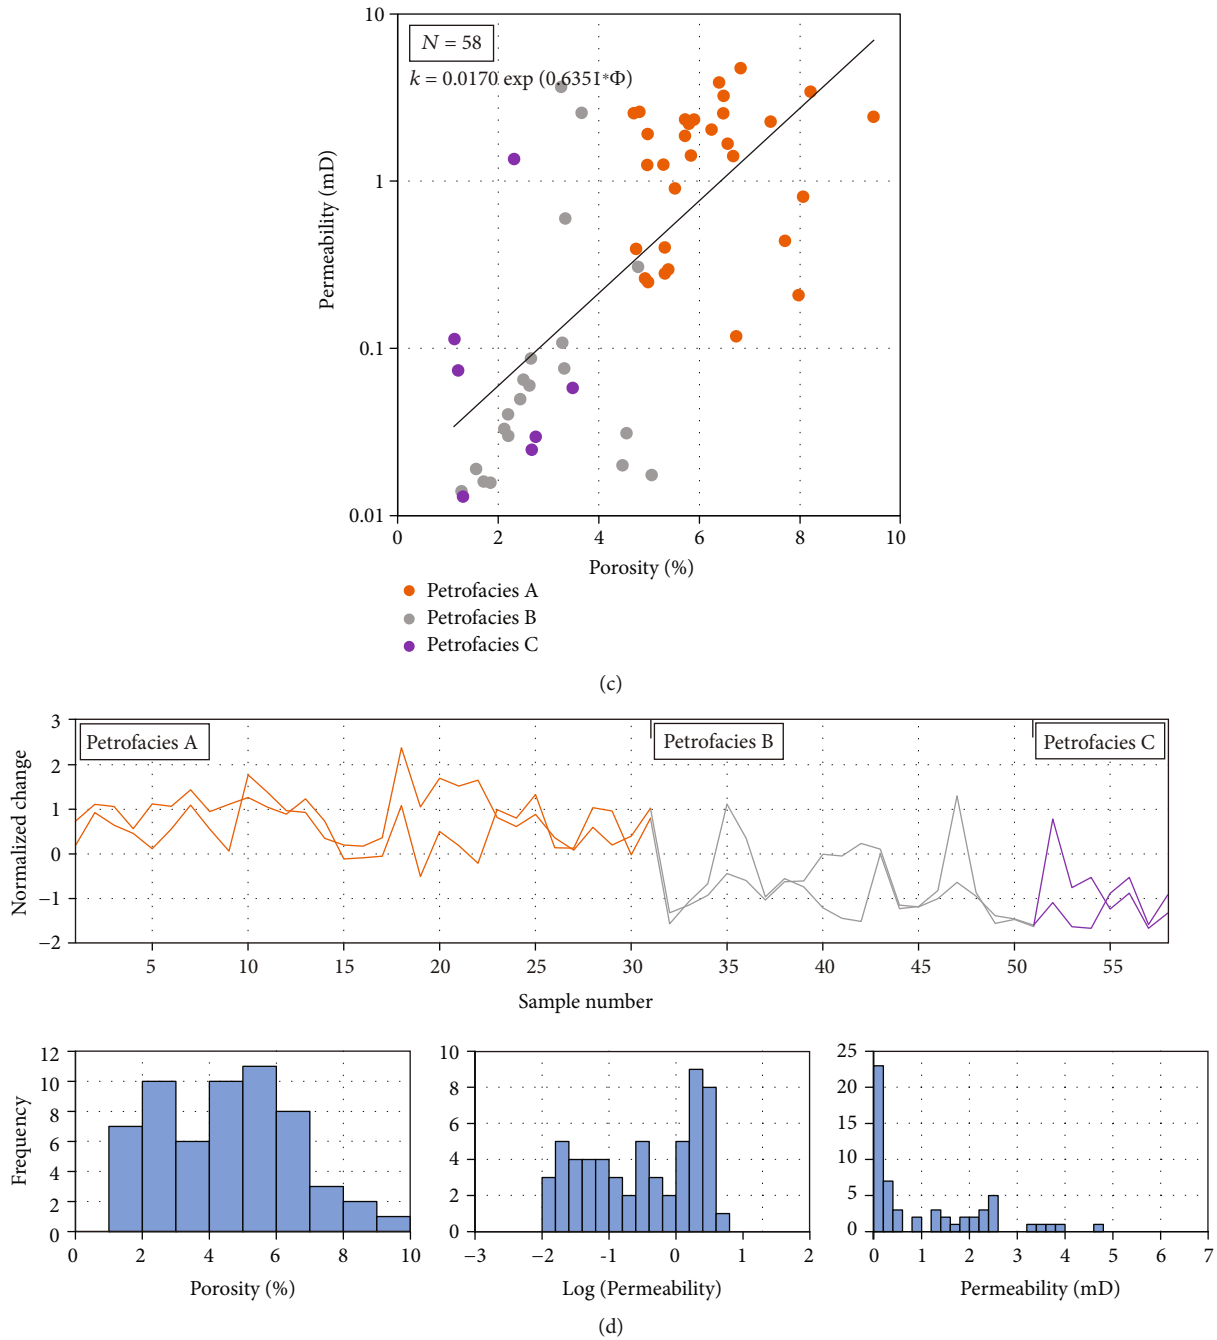 10
N = 58
k = 0.0170 exp (0.6351*Φ)
1
0.1
0.01
Permeability (mD)
0 2 4 6 8 10
Porosity (%)
Petrofacies A
Petrofacies B
Petrofacies C
(c)
3
2
1
0
−1
−2
Normalized change
Petrofacies A Petrofacies B Petrofacies C
5 10 15 20 25 30 35 40 45 50 55
Sample number
12
10
8
6
4
2
0
Frequency
0 2 4 6 8 10
Porosity (%)
10
8
6
4
2
0
−3 −2 -1 0 1 2
Log (Permeability)
25
20
15
10
5
0
0 1 2 3 4 5 6 7
Permeability (mD)
(d)